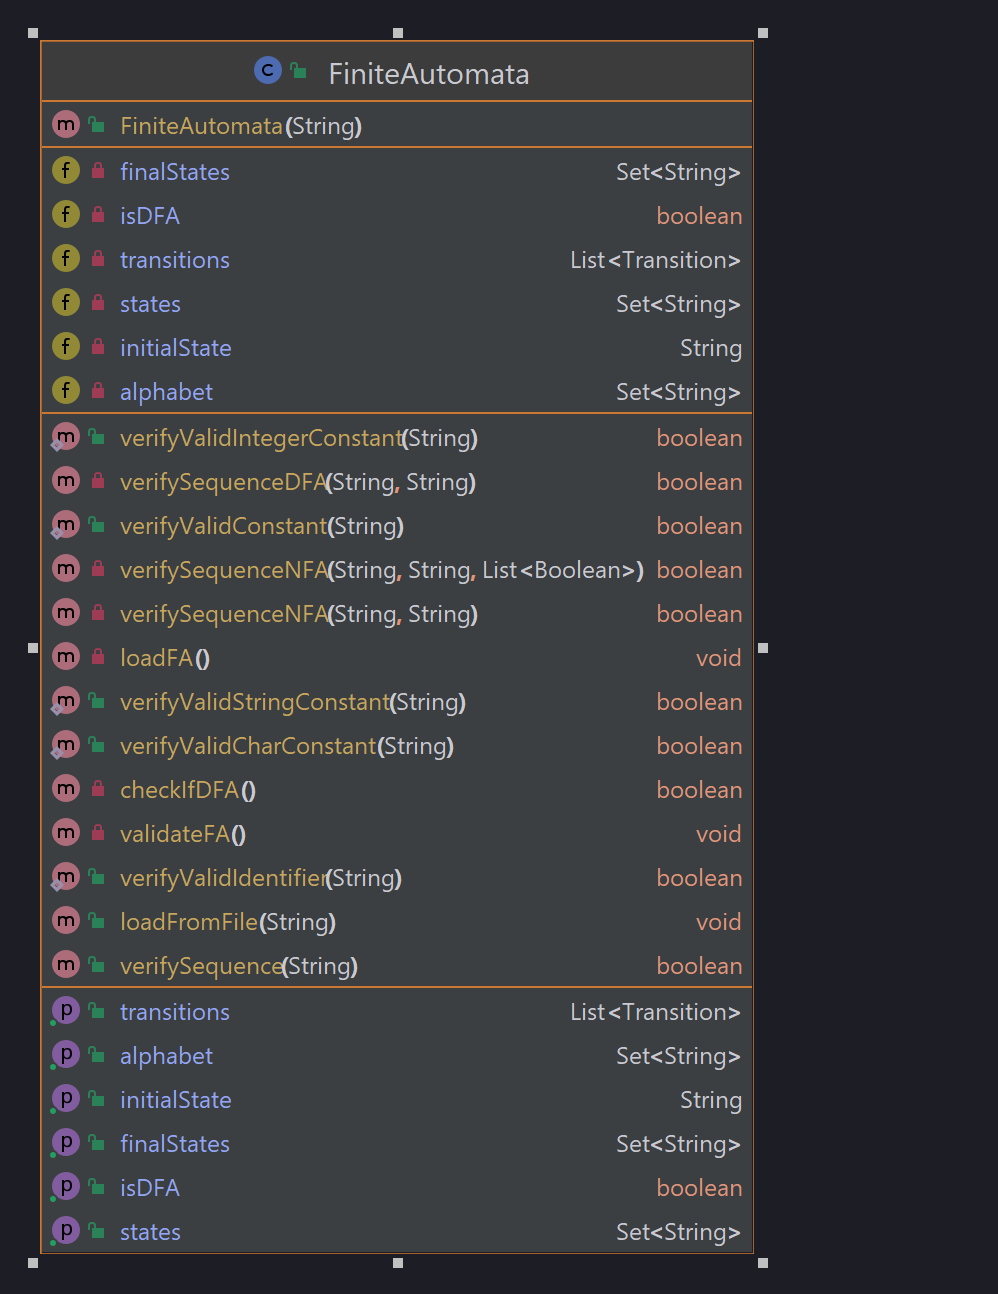 C FiniteAutomata
m FiniteAutomata(String)
f finalStates Set<String>
f isDFA boolean
f transitions List<Transition>
f states Set<String>
f initialState String
f alphabet Set<String>
m verifyValidIntegerConstant(String) boolean
m verifySequenceDFA(String, String) boolean
m verifyValidConstant(String) boolean
m verifySequenceNFA(String, String, List<Boolean>) boolean
m verifySequenceNFA(String, String) boolean
m loadFA() void
m verifyValidStringConstant(String) boolean
m verifyValidCharConstant(String) boolean
m checkIfDFA() boolean
m validateFA() void
m verifyValidIdentifier(String) boolean
m loadFromFile(String) void
m verifySequence(String) boolean
p transitions List<Transition>
p alphabet Set<String>
p initialState String
p finalStates Set<String>
p isDFA boolean
p states Set<String>